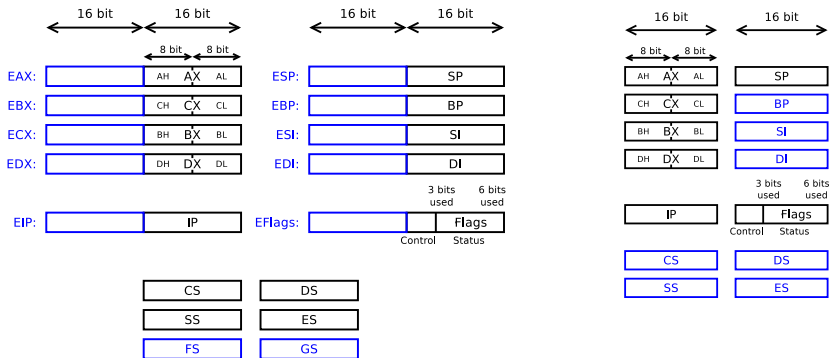 16 bit 16 bit 16 bit 16 bit 16 bit 16 bit
8 bit 8 bit 8 bit 8 bit
EAX: AH AX AL ESP: SP AH AX AL SP
EBX: CH CX CL EBP: BP CH CX CL BP
ECX: BH BX BL ESI: SI BH BX BL SI
EDX: DH DX DL EDI: DI DH DX DL DI
3 bits used 6 bits used 3 bits used 6 bits used
EIP: IP EFlags: Flags IP Flags
Control Status Control Status
CS DS CS DS
SS ES SS ES
FS GS